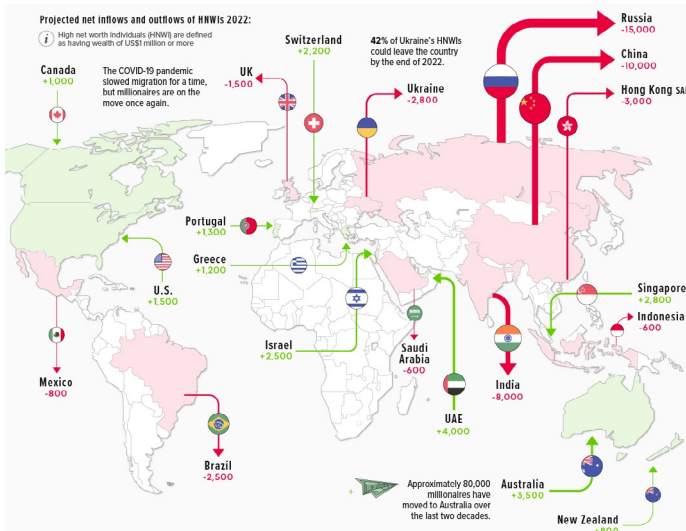 Projected net inflows and outflows of HNWIs 2022:
i
High net worth individuals (HNWI) are defined
as having wealth of US$1 million or more
Canada
+1,000
The COVID-19 pandemic
slowed migration for a time,
but millionaires are on the
move once again.
UK
-1,500
Switzerland
+2,200
42% of Ukraine's HNWIs
could leave the country
by the end of 2022.
Ukraine
-2,800
Russia
-15,000
China
-10,000
Hong Kong SA
-3,000
Portugal
+1,300
Greece
+1,200
U.S.
+1,500
Israel
+2,500
Saudi
Arabia
-600
UAE
+4,000
India
-8,000
Singapore
+2,800
Indonesia
-600
Mexico
-800
Brazil
-2,500
Approximately 80,000
millionaires have
moved to Australia over
the last two decades.
Australia
+3,500
New Zealand
+800